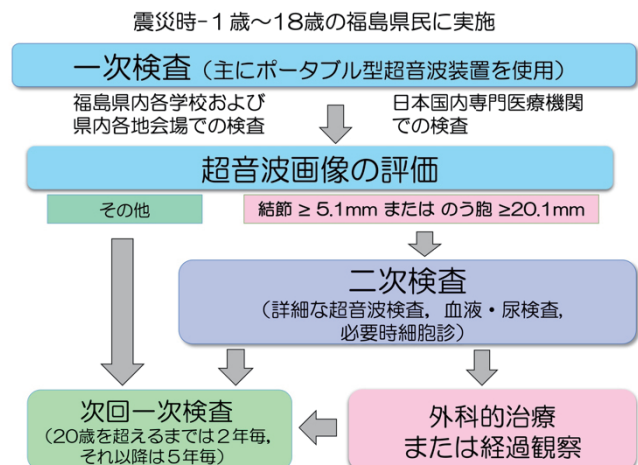 震災時-1歳～18歳の福島県民に実施
一次検査（主にポータブル型超音波装置を使用）
福島県内各学校および
県内各地会場での検査
日本国内専門医療機関
での検査
超音波画像の評価
その他
結節 ≥ 5.1mm または のう胞 ≥20.1mm
二次検査
（詳細な超音波検査，血液・尿検査，
必要時細胞診）
次回一次検査
（20歳を超えるまでは2年毎，
それ以降は5年毎）
外科的治療
または経過観察